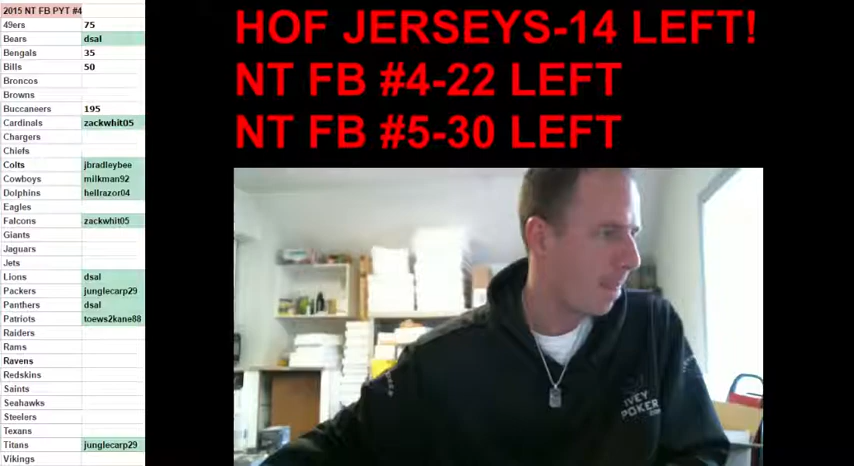 2015 NT FB PYT #4
49ers 75
Bears dsal
Bengals 35
Bills 50
Broncos
Browns
Buccaneers 195
Cardinals zackwhit05
Chargers
Chiefs
Colts jbradleybee
Cowboys milkman92
Dolphins hellrazor04
Eagles
Falcons zackwhit05
Giants
Jaguars
Jets
Lions dsal
Packers junglecarp29
Panthers dsal
Patriots toews2kane88
Raiders
Rams
Ravens
Redskins
Saints
Seahawks
Steelers
Texans
Titans junglecarp29
Vikings
HOF JERSEYS-14 LEFT!
NT FB #4-22 LEFT
NT FB #5-30 LEFT
IVEY
POKER